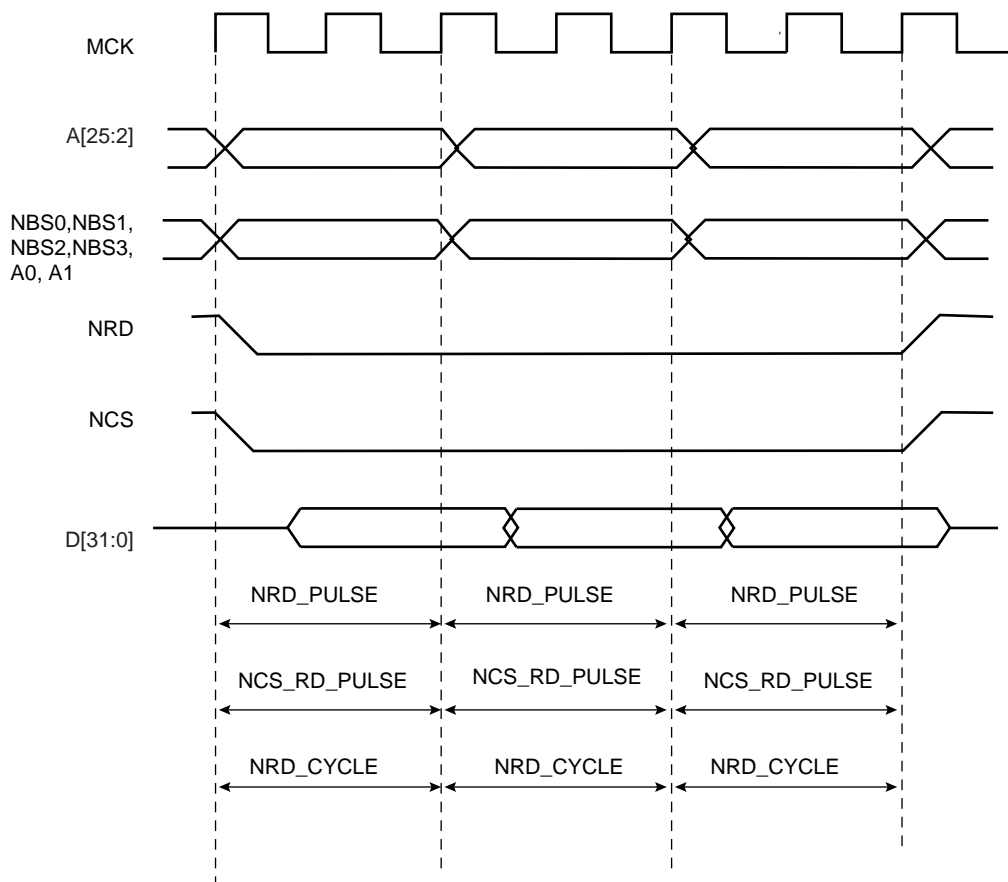 MCK
A[25:2]
NBS0,NBS1,
NBS2,NBS3,
A0, A1
NRD
NCS
D[31:0]
NRD_PULSE NRD_PULSE NRD_PULSE
NCS_RD_PULSE NCS_RD_PULSE NCS_RD_PULSE
NRD_CYCLE NRD_CYCLE NRD_CYCLE